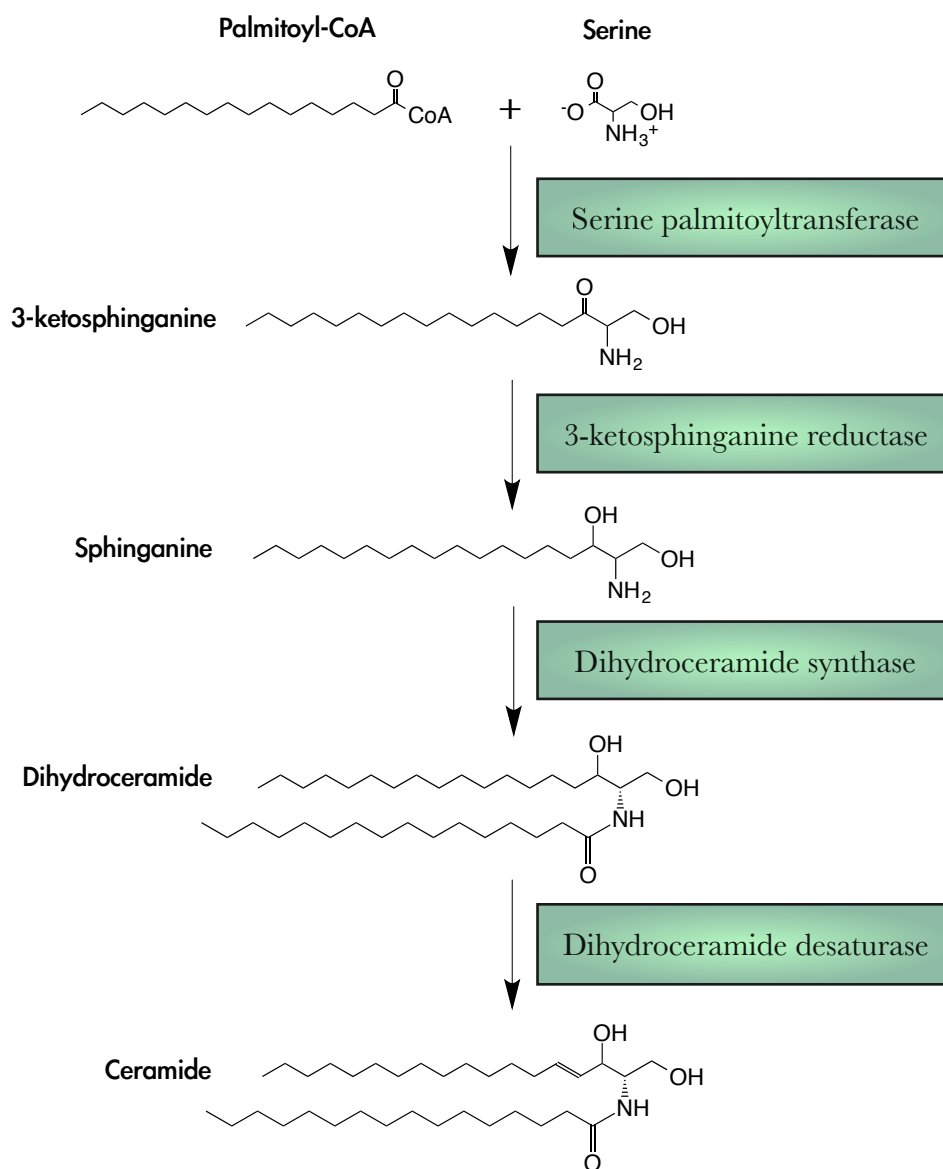 Palmitoyl-CoA Serine
O
CoA
+
O
-O OH
NH3+
Serine palmitoyltransferase
3-ketosphinganine
O
OH
NH2
3-ketosphinganine reductase
Sphinganine
OH
OH
NH2
Dihydroceramide synthase
Dihydroceramide
OH
OH
NH
O
Dihydroceramide desaturase
Ceramide
OH
OH
NH
O